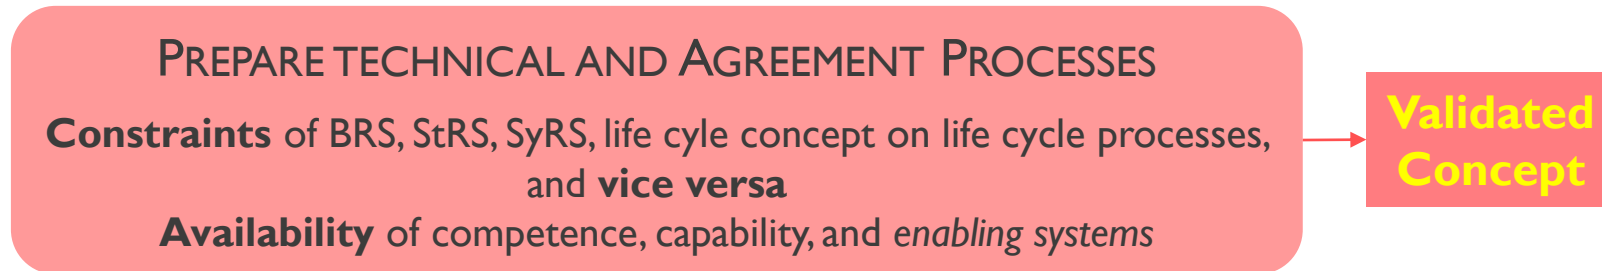 PREPARE TECHNICAL AND AGREEMENT PROCESSES
Constraints of BRS, StRS, SyRS, life cyle concept on life cycle processes,
and vice versa
Availability of competence, capability, and enabling systems
Validated
Concept